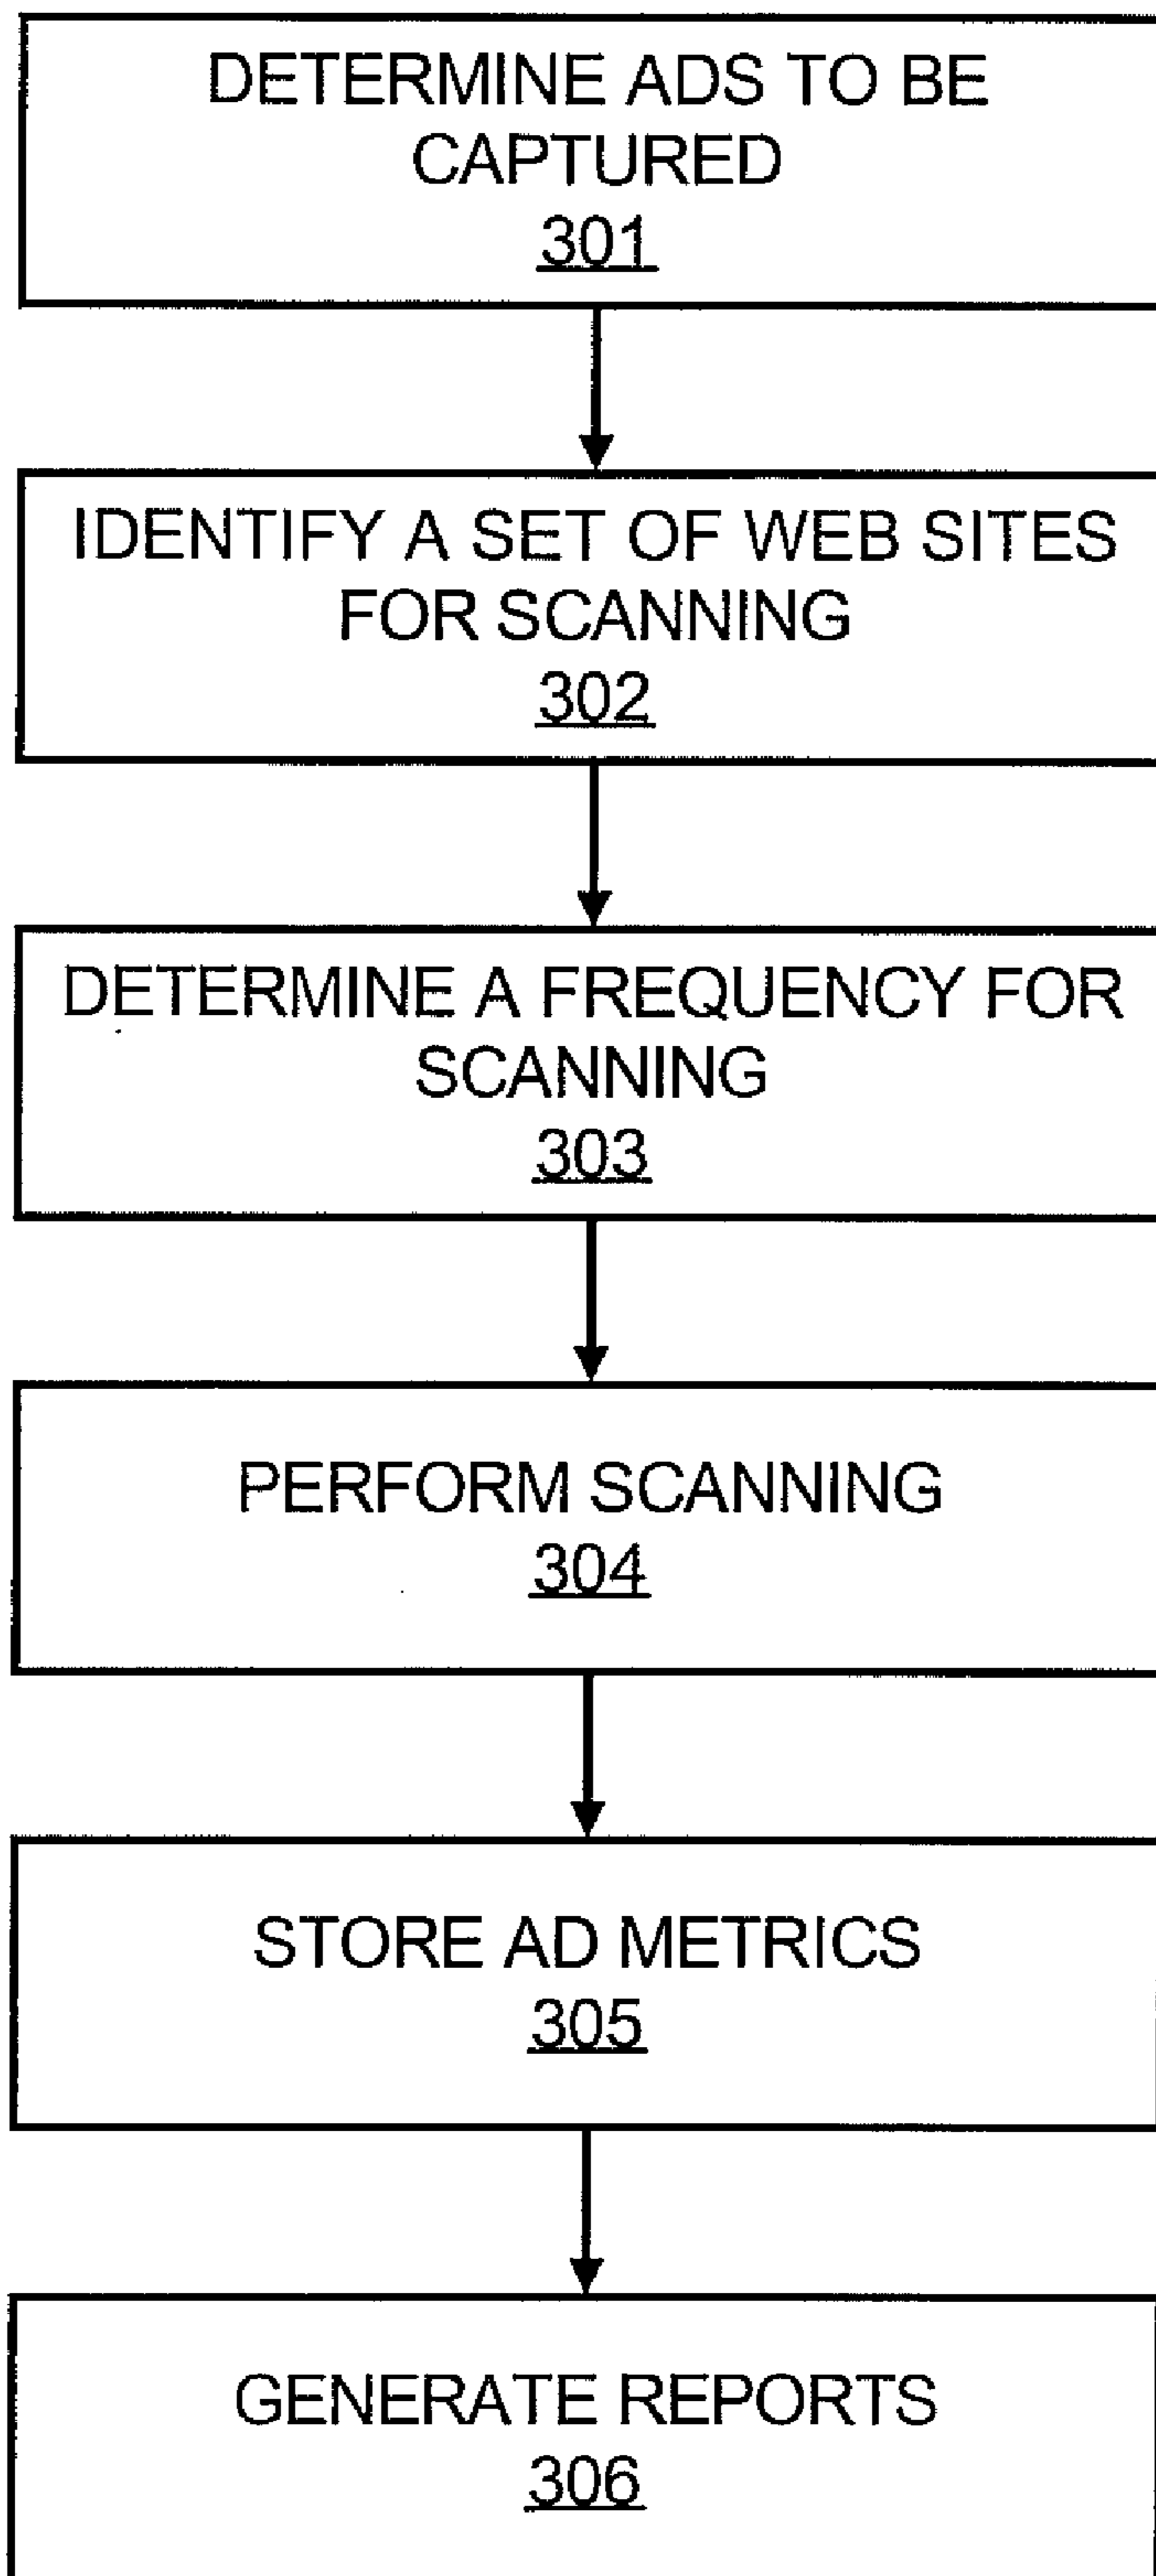 DETERMINE ADS TO BE
CAPTURED
301
IDENTIFY A SET OF WEB SITES
FOR SCANNING
302
DETERMINE A FREQUENCY FOR
SCANNING
303
PERFORM SCANNING
304
STORE AD METRICS
305
GENERATE REPORTS
306